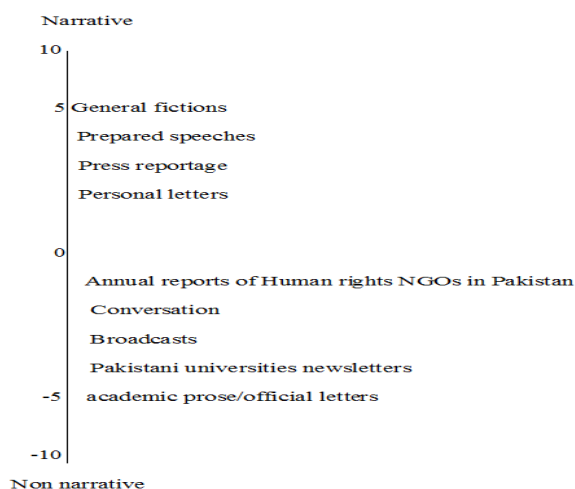 Narrative
10
5 General fictions
Prepared speeches
Press reportage
Personal letters
0
Annual reports of Human rights NGOs in Pakistan
Conversation
Broadcasts
Pakistani universities newsletters
-5 academic prose/official letters
-10
Non narrative